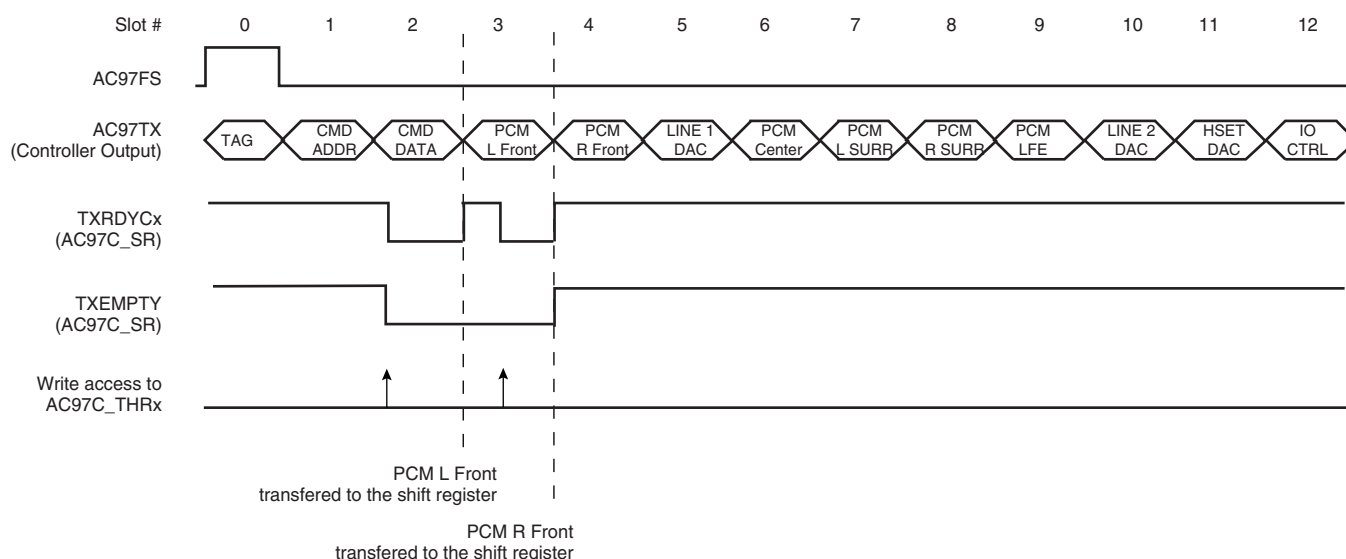 Slot # 0 1 2 3 4 5 6 7 8 9 10 11 12
AC97FS
AC97TX
(Controller Output)
TAG
CMD
ADDR
CMD
DATA
PCM
L Front
PCM
R Front
LINE 1
DAC
PCM
Center
PCM
L SURR
PCM
R SURR
PCM
LFE
LINE 2
DAC
HSET
DAC
IO
CTRL
TXRDYCx
(AC97C_SR)
TXEMPTY
(AC97C_SR)
Write access to
AC97C_THRx
PCM L Front
transfered to the shift register
PCM R Front
transfered to the shift register